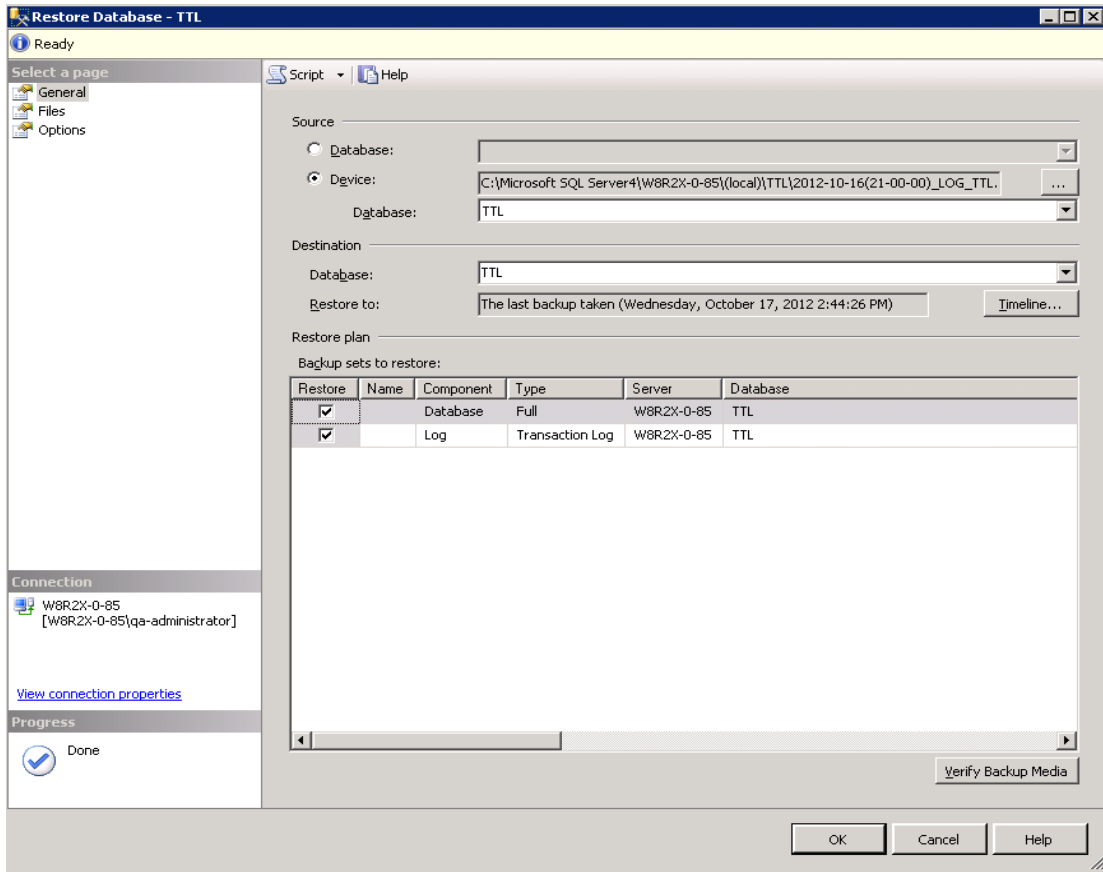 Restore Database - TTL
Ready
Select a page
General
Files
Options
Script
Help
Source
Database:
Device:
C:\Microsoft SQL Server4\W8R2X-0-85\(local)\TTL\2012-10-16(21-00-00)_LOG_TTL.
...
Database:
TTL
Destination
Database:
TTL
Restore to:
The last backup taken (Wednesday, October 17, 2012 2:44:26 PM)
Timeline...
Restore plan
Backup sets to restore:
Restore Name Component Type Server Database
Database Full W8R2X-0-85 TTL
Log Transaction Log W8R2X-0-85 TTL
Connection
W8R2X-0-85
[W8R2X-0-85\qa-administrator]
View connection properties
Progress
Done
Verify Backup Media
OK Cancel Help